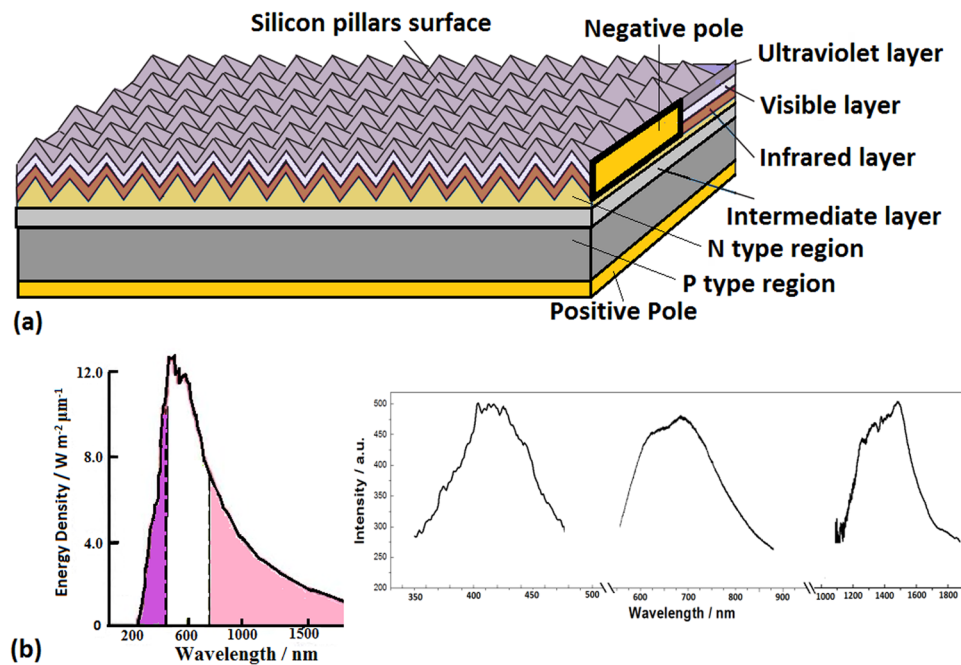 Silicon pillars surface
Negative pole
Ultraviolet layer
Visible layer
Infrared layer
Intermediate layer
N type region
P type region
Positive Pole
(a)
12.0
8.0
4.0
0
Energy Density / W m⁻² µm⁻¹
200 600 1000 1500
Wavelength / nm
500
450
400
350
300
250
200
Intensity / a.u.
350 400 450 500 600 700 800 900 1000 1200 1400 1600 1800
Wavelength / nm
(b)